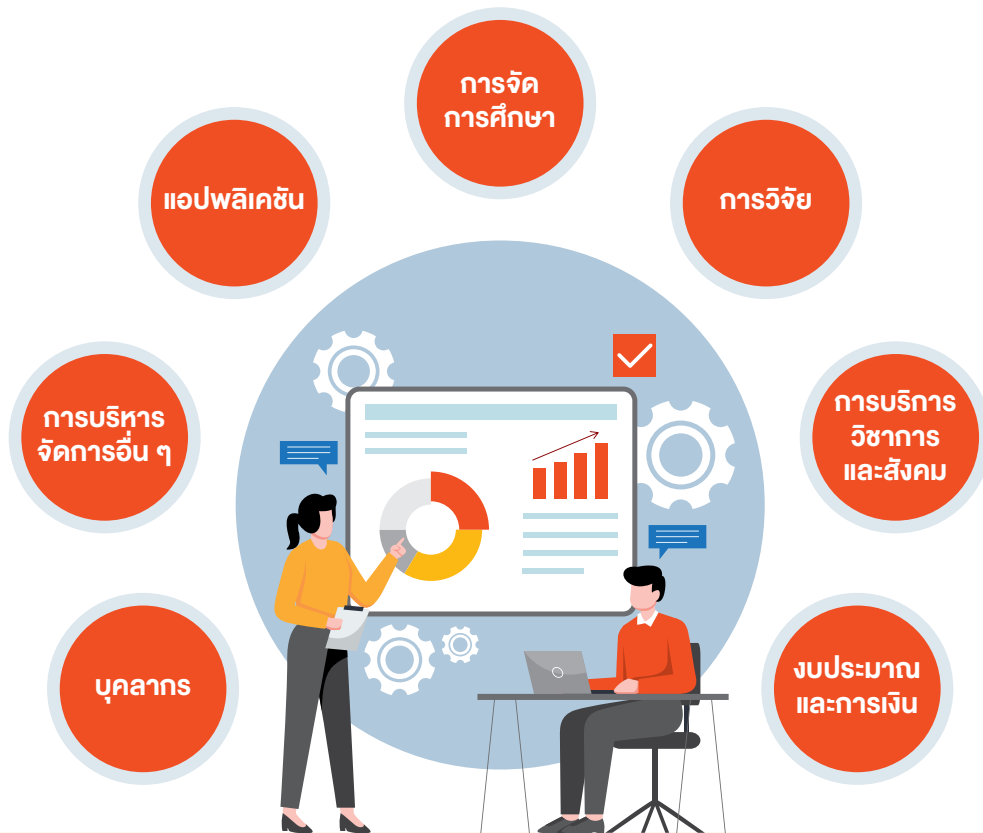 การจัด
การศึกษา
แอปพลิเคชัน
การวิจัย
การบริหาร
จัดการอื่น ๆ
การบริการ
วิชาการ
และสังคม
บุคลากร
งบประมาณ
และการเงิน